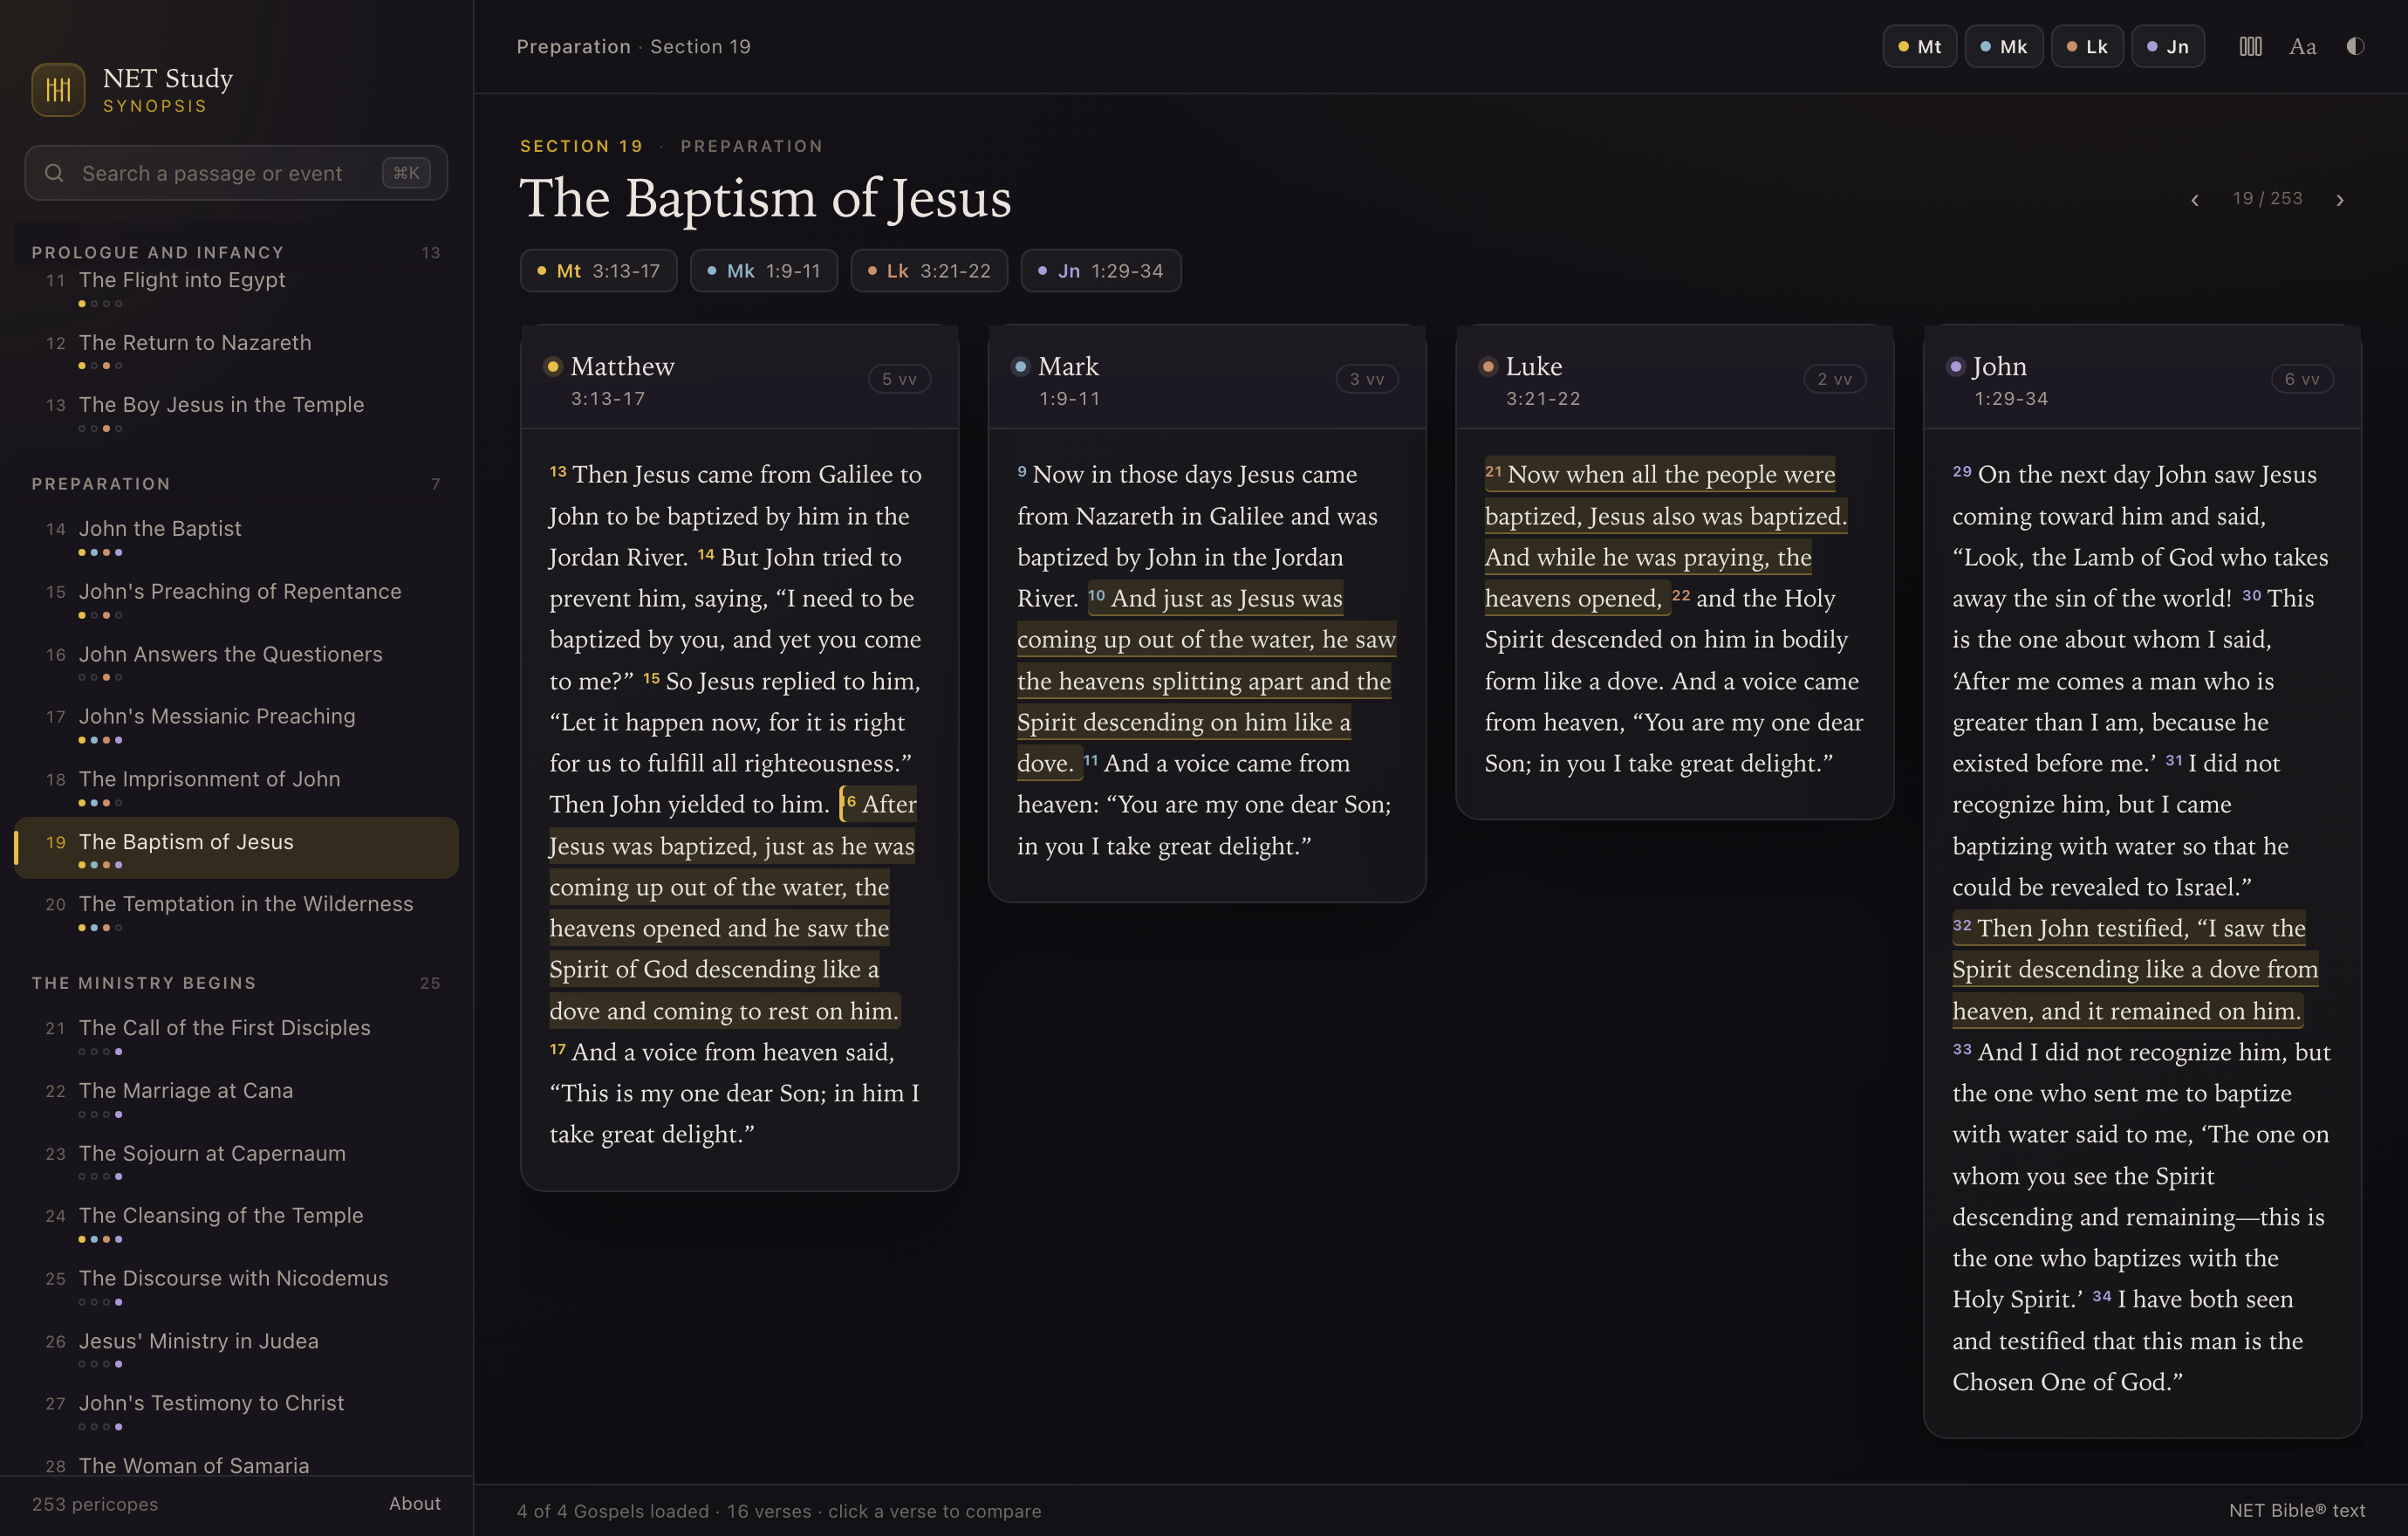 NET Study
SYNOPSIS
Search a passage or event
⌘K
PROLOGUE AND INFANCY 13
11 The Flight into Egypt
12 The Return to Nazareth
13 The Boy Jesus in the Temple
PREPARATION 7
14 John the Baptist
15 John's Preaching of Repentance
16 John Answers the Questioners
17 John's Messianic Preaching
18 The Imprisonment of John
19 The Baptism of Jesus
20 The Temptation in the Wilderness
THE MINISTRY BEGINS 25
21 The Call of the First Disciples
22 The Marriage at Cana
23 The Sojourn at Capernaum
24 The Cleansing of the Temple
25 The Discourse with Nicodemus
26 Jesus' Ministry in Judea
27 John's Testimony to Christ
28 The Woman of Samaria
253 pericopes
About
Preparation · Section 19
Mt
Mk
Lk
Jn
Aa
SECTION 19 · PREPARATION
The Baptism of Jesus
‹ 19 / 253 ›
Mt 3:13-17
Mk 1:9-11
Lk 3:21-22
Jn 1:29-34
Matthew
3:13-17
5 vv
13 Then Jesus came from Galilee to
John to be baptized by him in the
Jordan River. 14 But John tried to
prevent him, saying, “I need to be
baptized by you, and yet you come
to me?” 15 So Jesus replied to him,
“Let it happen now, for it is right
for us to fulfill all righteousness.”
Then John yielded to him. 16 After
Jesus was baptized, just as he was
coming up out of the water, the
heavens opened and he saw the
Spirit of God descending like a
dove and coming to rest on him.
17 And a voice from heaven said,
“This is my one dear Son; in him I
take great delight.”
Mark
1:9-11
3 vv
9 Now in those days Jesus came
from Nazareth in Galilee and was
baptized by John in the Jordan
River. 10 And just as Jesus was
coming up out of the water, he saw
the heavens splitting apart and the
Spirit descending on him like a
dove. 11 And a voice came from
heaven: “You are my one dear Son;
in you I take great delight.”
Luke
3:21-22
2 vv
21 Now when all the people were
baptized, Jesus also was baptized.
And while he was praying, the
heavens opened, 22 and the Holy
Spirit descended on him in bodily
form like a dove. And a voice came
from heaven, “You are my one dear
Son; in you I take great delight.”
John
1:29-34
6 vv
29 On the next day John saw Jesus
coming toward him and said,
“Look, the Lamb of God who takes
away the sin of the world! 30 This
is the one about whom I said,
‘After me comes a man who is
greater than I am, because he
existed before me.’ 31 I did not
recognize him, but I came
baptizing with water so that he
could be revealed to Israel.”
32 Then John testified, “I saw the
Spirit descending like a dove from
heaven, and it remained on him.
33 And I did not recognize him, but
the one who sent me to baptize
with water said to me, ‘The one on
whom you see the Spirit
descending and remaining—this is
the one who baptizes with the
Holy Spirit.’ 34 I have both seen
and testified that this man is the
Chosen One of God.”
4 of 4 Gospels loaded · 16 verses · click a verse to compare
NET Bible® text